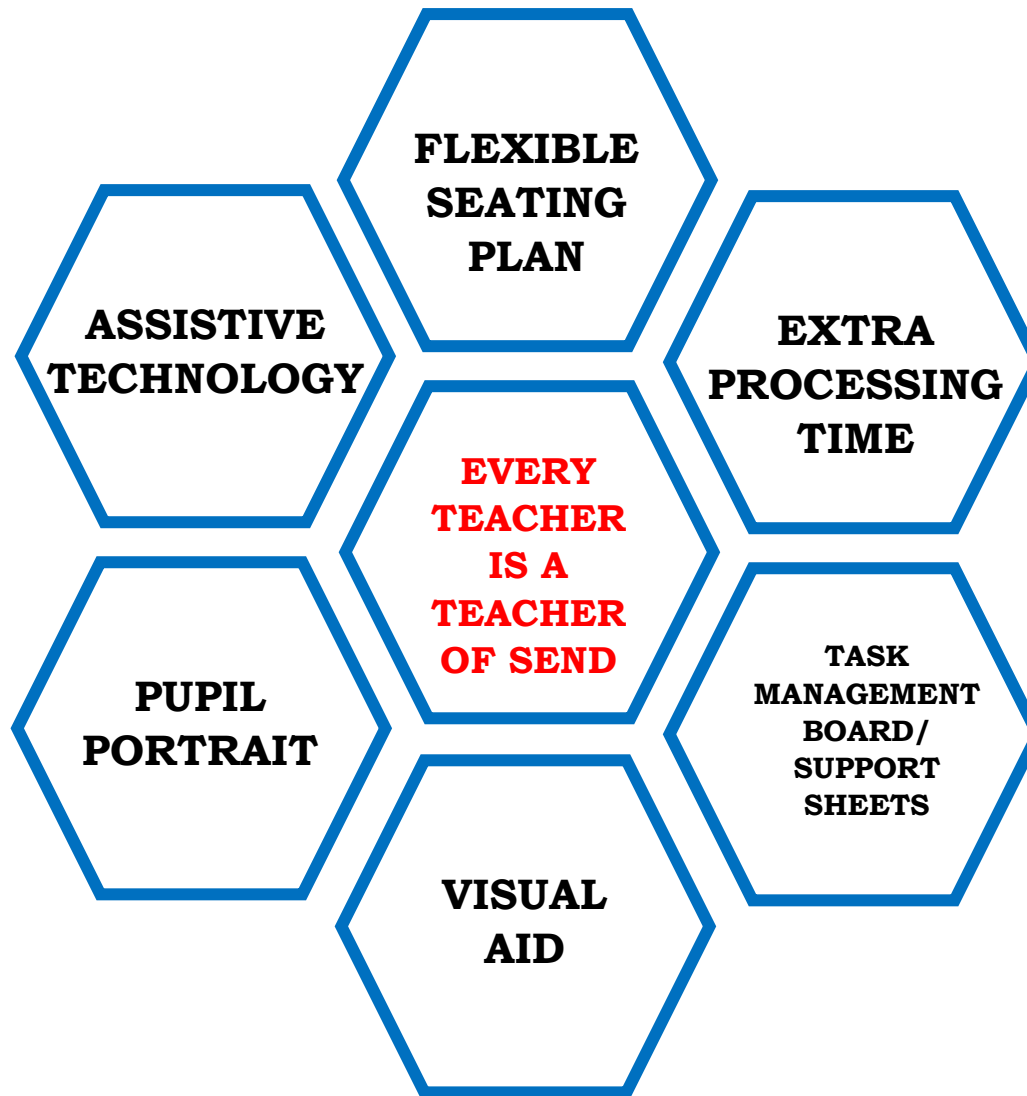 FLEXIBLE
SEATING
PLAN
ASSISTIVE
TECHNOLOGY
EXTRA
PROCESSING
TIME
EVERY
TEACHER
IS A
TEACHER
OF SEND
PUPIL
PORTRAIT
TASK
MANAGEMENT
BOARD/
SUPPORT
SHEETS
VISUAL
AID